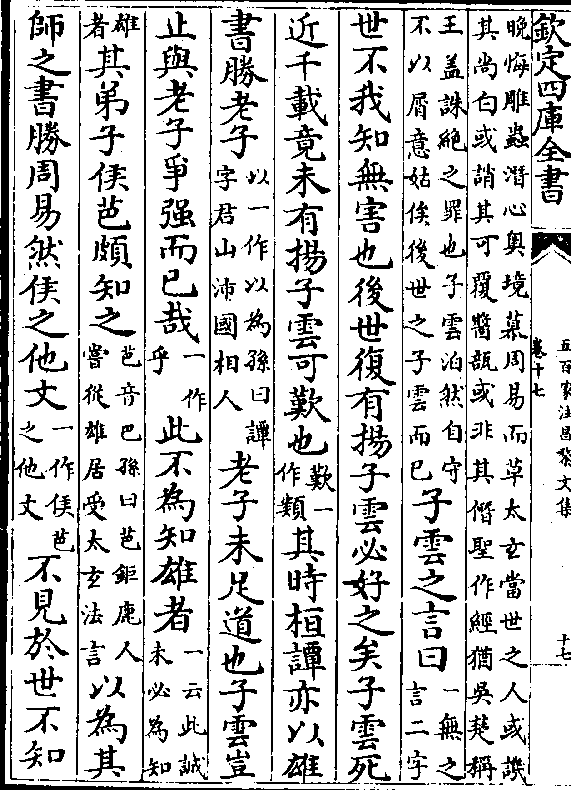 欽定四庫全書
五百家注昌黎文集
卷十七
十七
晚悔雕蟲潛心奥境慕周易而草太玄當世之人或譏
其尚白或誚其可覆醬瓿或非其僭聖作經猶吳楚稱
王盖誅絶之罪也子雲泊然自守
不以屑意姑俟後世之子雲而已
子雲之言曰
一無之
言二字
世不我知無害也後世復有揚子雲必好之矣子雲死
近千載竟未有揚子雲可歎也
歎一
作類
其時桓譚亦以雄
書勝老子
以一作以為孫曰譚
字君山沛國相人
老子未足道也子雲豈
止與老子爭强而已哉
一作
乎
此不為知雄者
一云此誠
未必為知
雄
者
其弟子侯芭頗知之
芭音巴孫曰芭鉅鹿人
嘗從雄居受太玄法言
以為其
師之書勝周易然侯之他文
一作侯芭
之他文
不見於世不知